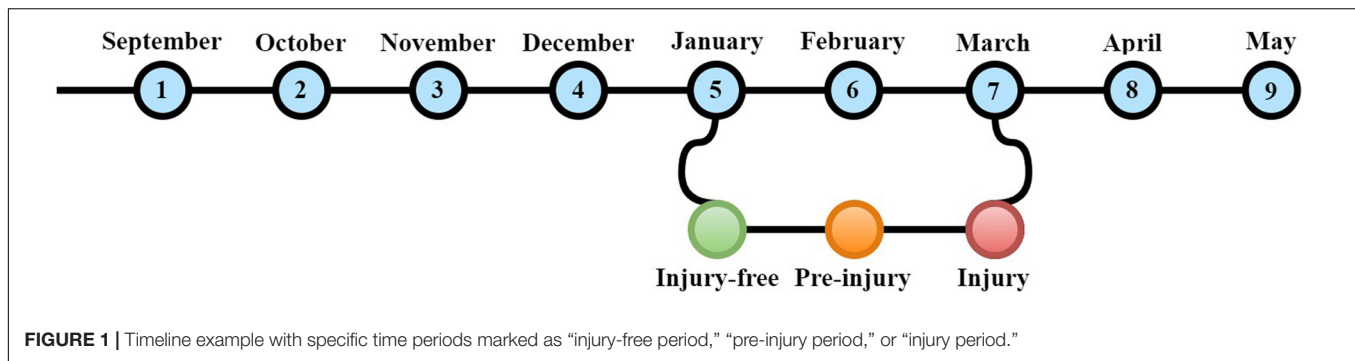 September October November December January February March April May
1 2 3 4 5 6 7 8 9
Injury-free Pre-injury Injury
FIGURE 1 | Timeline example with specific time periods marked as “injury-free period,” “pre-injury period,” or “injury period.”